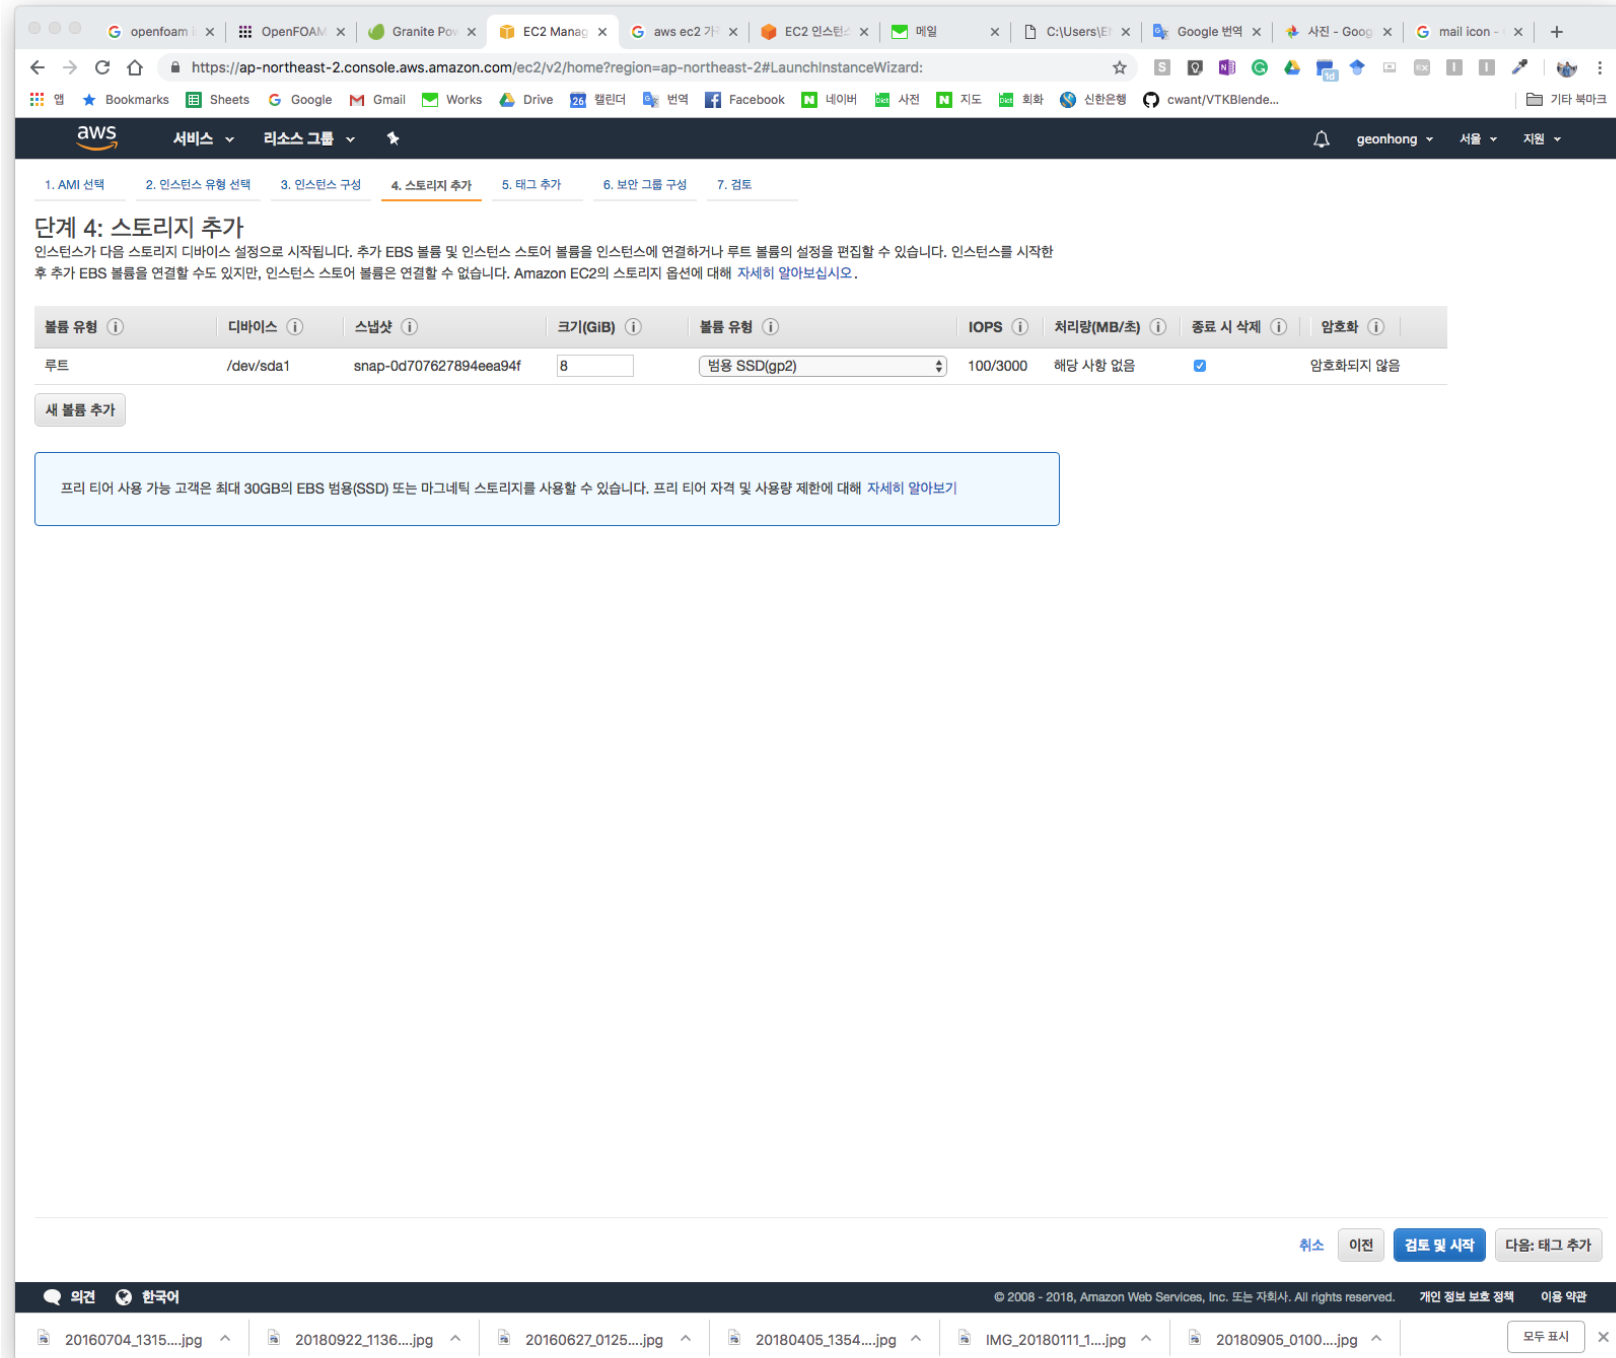 openfoam i
OpenFOAM
Granite Pow
EC2 Manag
aws ec2 가
EC2 인스턴스
메일
C:\Users\E
Google 번역
사진 - Goog
mail icon -
https://ap-northeast-2.console.aws.amazon.com/ec2/v2/home?region=ap-northeast-2#LaunchInstanceWizard:
앱 Bookmarks Sheets Google Gmail Works Drive 캘린더 번역 Facebook 네이버 사전 지도 회화 신한은행 cwant/VTKBlende... 기타 북마크
aws 서비스 리소스 그룹 geonhong 서울 지원
1. AMI 선택 2. 인스턴스 유형 선택 3. 인스턴스 구성 4. 스토리지 추가 5. 태그 추가 6. 보안 그룹 구성 7. 검토
단계 4: 스토리지 추가
인스턴스가 다음 스토리지 디바이스 설정으로 시작됩니다. 추가 EBS 볼륨 및 인스턴스 스토어 볼륨을 인스턴스에 연결하거나 루트 볼륨의 설정을 편집할 수 있습니다. 인스턴스를 시작한
후 추가 EBS 볼륨을 연결할 수도 있지만, 인스턴스 스토어 볼륨은 연결할 수 없습니다. Amazon EC2의 스토리지 옵션에 대해 자세히 알아보십시오.
볼륨 유형 디바이스 스냅샷 크기(GiB) 볼륨 유형 IOPS 처리량(MB/초) 종료 시 삭제 암호화
루트 /dev/sda1 snap-0d707627894eea94f 8 범용 SSD(gp2) 100/3000 해당 사항 없음 암호화되지 않음
새 볼륨 추가
프리 티어 사용 가능 고객은 최대 30GB의 EBS 범용(SSD) 또는 마그네틱 스토리지를 사용할 수 있습니다. 프리 티어 자격 및 사용량 제한에 대해 자세히 알아보기
취소 이전 검토 및 시작 다음: 태그 추가
의견 한국어 © 2008 - 2018, Amazon Web Services, Inc. 또는 자회사. All rights reserved. 개인 정보 보호 정책 이용 약관
20160704_1315....jpg 20180922_1136....jpg 20160627_0125....jpg 20180405_1354....jpg IMG_20180111_1....jpg 20180905_0100....jpg 모두 표시